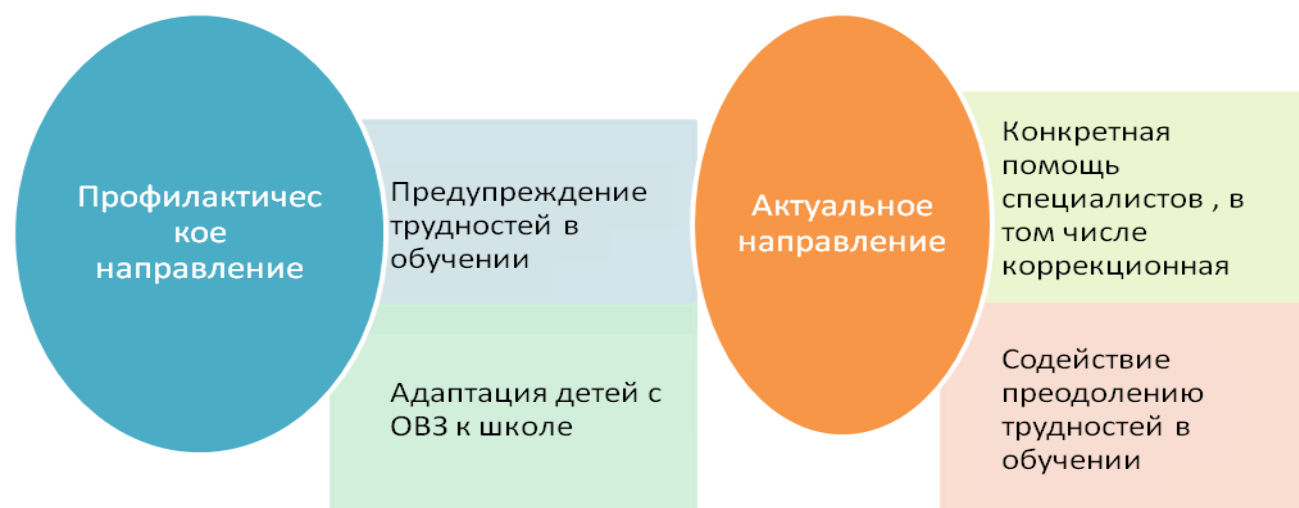 Профилактичес
кое
направление
Предупреждение
трудностей в
обучении
Адаптация детей с
ОВЗ к школе
Актуальное
направление
Конкретная
помощь
специалистов , в
том числе
коррекционная
Содействие
преодолению
трудностей в
обучении